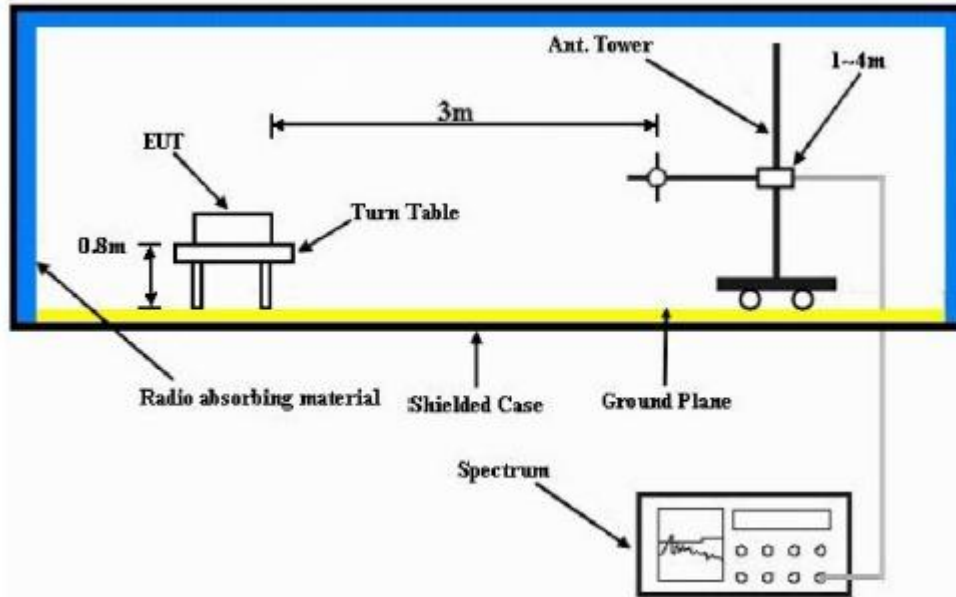 Ant. Tower
1~4m
3m
EUT
Turn Table
0.8m
Radio absorbing material
Shielded Case
Ground Plane
Spectrum